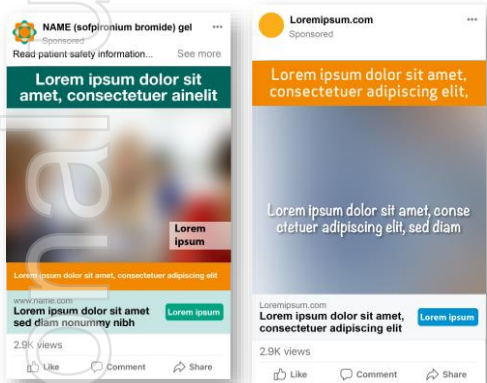 NAME (sofpironium bromide) gel
Sponsored
Read patient safety information... See more
Lorem ipsum dolor sit
amet, consectetuer ainelit
Lorem
ipsum
Lorem ipsum dolor sit amet, consectetuer adipiscing elit
www.name.com
Lorem ipsum dolor sit amet
sed diam nonummy nibh
Lorem ipsum
2.9K views
Like Comment Share
Loremipsum.com
Sponsored
Lorem ipsum dolor sit amet,
consectetuer adipiscing elit,
Lorem ipsum dolor sit amet, conse
ctetuer adipiscing elit, sed diam
Loremipsum.com
Lorem ipsum dolor sit amet,
consectetuer adipiscing elit
Lorem ipsum
2.9K views
Like Comment Share